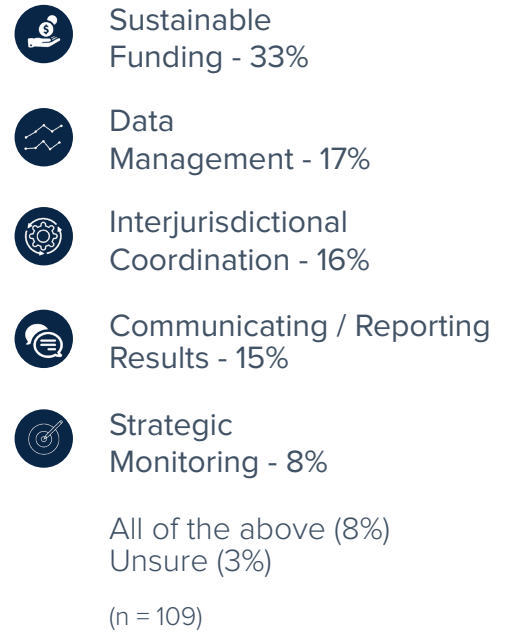 Sustainable
Funding - 33%
Data
Management - 17%
Interjurisdictional
Coordination - 16%
Communicating / Reporting
Results - 15%
Strategic
Monitoring - 8%
All of the above (8%)
Unsure (3%)
(n = 109)